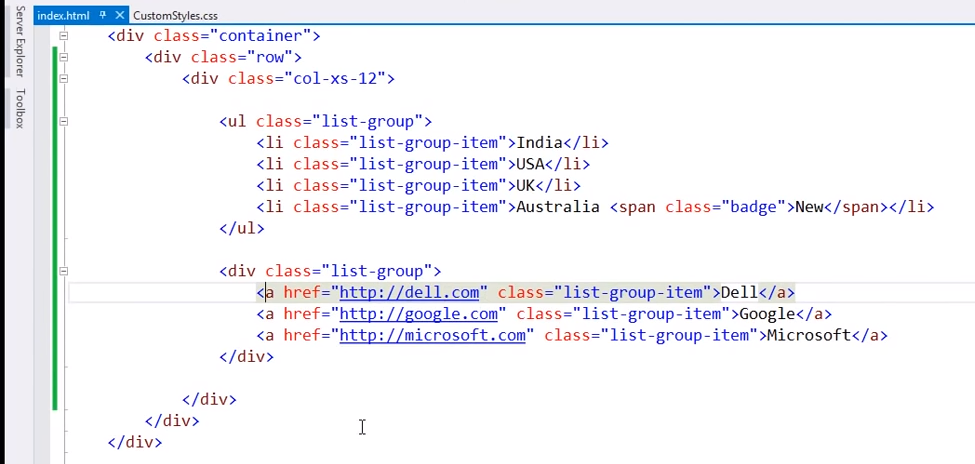 index.html CustomStyles.css
Server Explorer
Toolbox
<div class="container">
<div class="row">
<div class="col-xs-12">
<ul class="list-group">
<li class="list-group-item">India</li>
<li class="list-group-item">USA</li>
<li class="list-group-item">UK</li>
<li class="list-group-item">Australia <span class="badge">New</span></li>
</ul>
<div class="list-group">
<a href="http://dell.com" class="list-group-item">Dell</a>
<a href="http://google.com" class="list-group-item">Google</a>
<a href="http://microsoft.com" class="list-group-item">Microsoft</a>
</div>
</div>
</div>
</div>